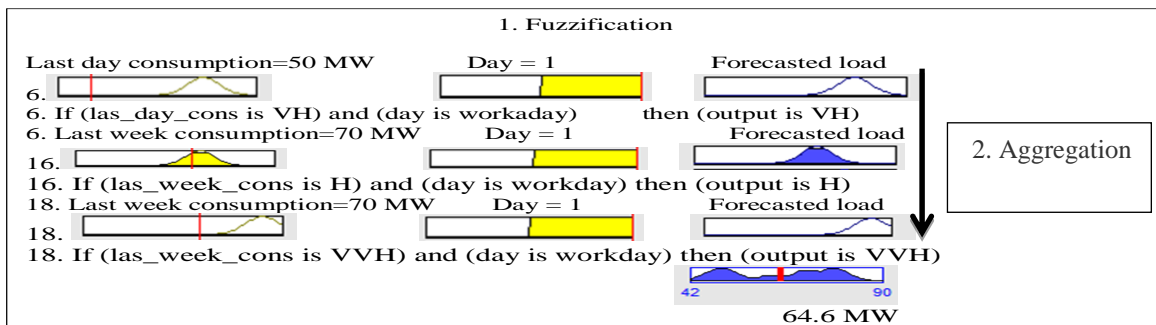 1. Fuzzification
Last day consumption=50 MW Day = 1 Forecasted load
6.
6. If (las_day_cons is VH) and (day is workaday) then (output is VH)
6. Last week consumption=70 MW Day = 1 Forecasted load
16.
16. If (las_week_cons is H) and (day is workday) then (output is H)
18. Last week consumption=70 MW Day = 1 Forecasted load
18.
18. If (las_week_cons is VVH) and (day is workday) then (output is VVH)
42 90
64.6 MW
2. Aggregation